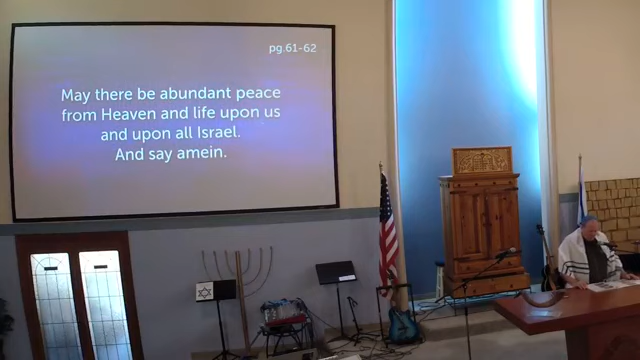 pg.61-62
May there be abundant peace
from Heaven and life upon us
and upon all Israel.
And say amein.